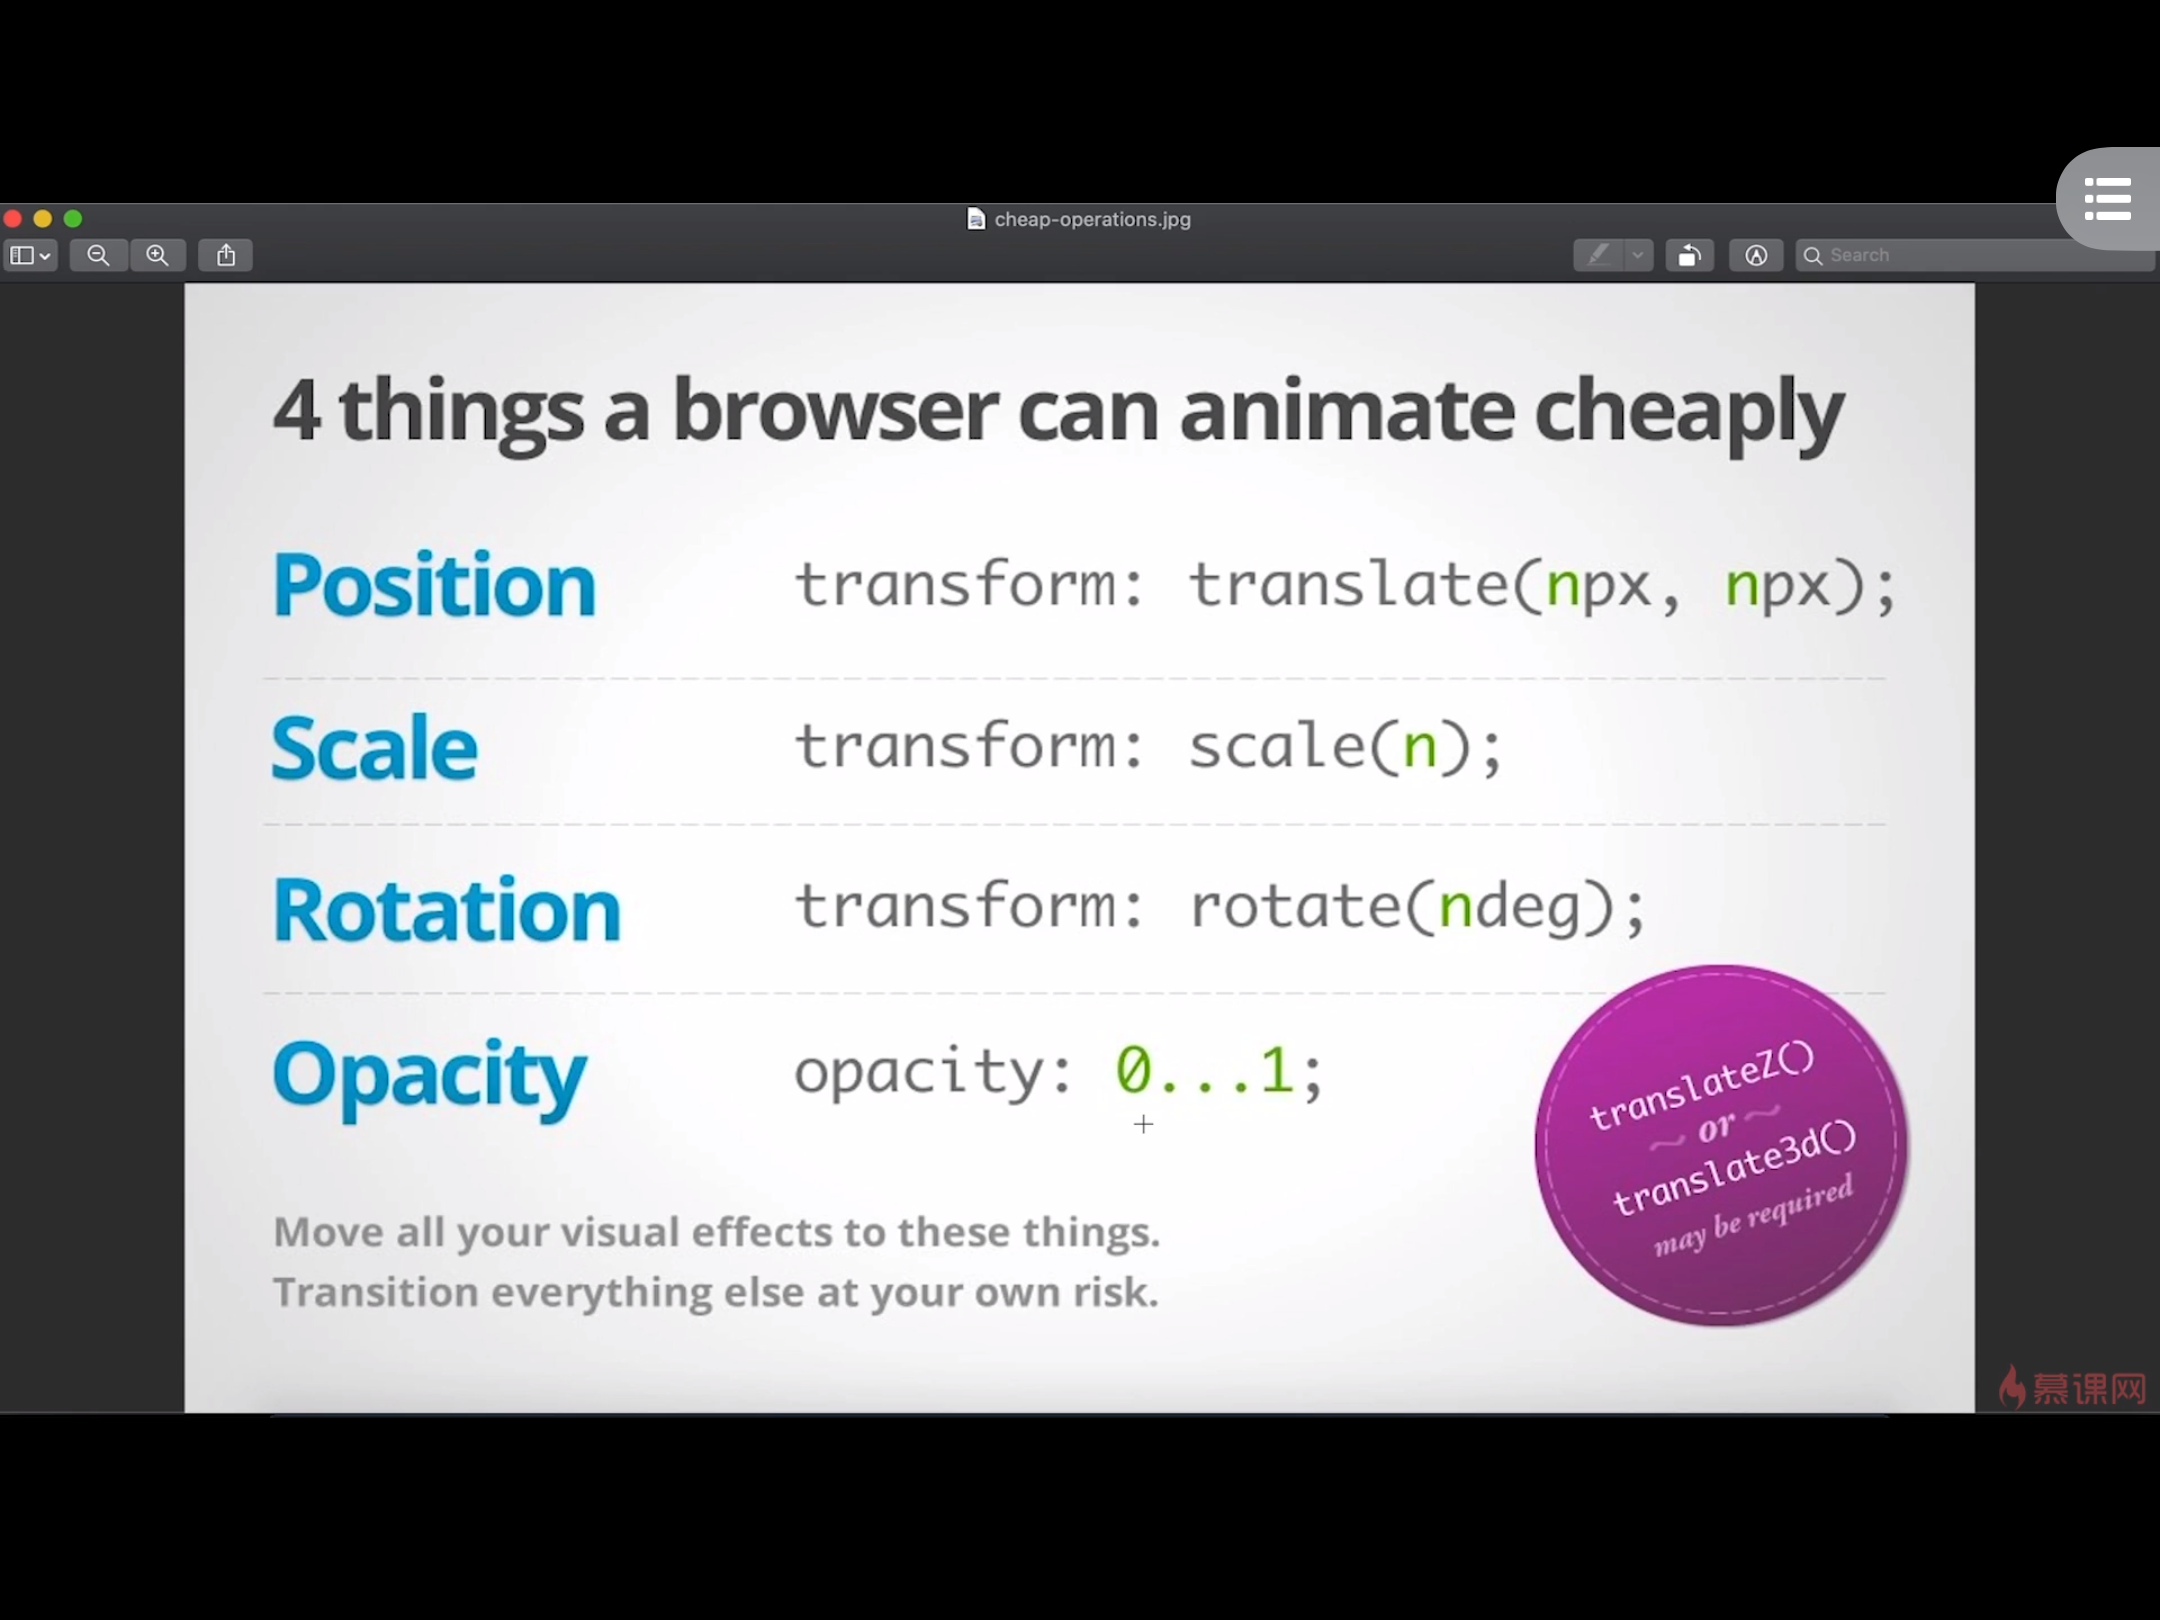 cheap-operations.jpg
Search
4 things a browser can animate cheaply
Position transform: translate(npx, npx);
Scale transform: scale(n);
Rotation transform: rotate(ndeg);
Opacity opacity: 0...1;
translateZ()
~ or ~
translate3d()
may be required
Move all your visual effects to these things.
Transition everything else at your own risk.
慕课网